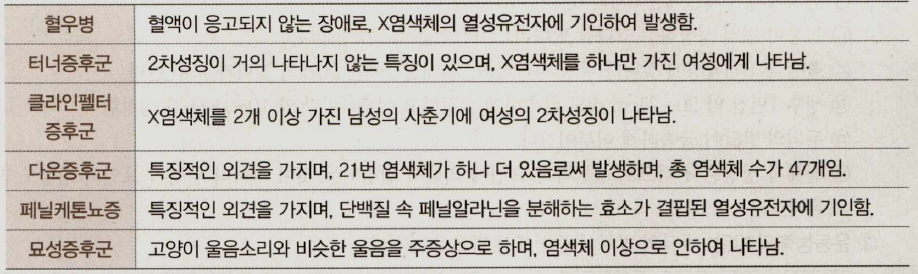 혈우병 혈액이 응고되지 않는 장애로, X염색체의 열성유전자에 기인하여 발생함.
터너증후군 2차성징이 거의 나타나지 않는 특징이 있으며, X염색체를 하나만 가진 여성에게 나타남.
클라인펠터
증후군 X염색체를 2개 이상 가진 남성의 사춘기에 여성의 2차성징이 나타남.
다운증후군 특징적인 외견을 가지며, 21번 염색체가 하나 더 있음으로써 발생하며, 총 염색체 수가 47개임.
페닐케톤뇨증 특징적인 외견을 가지며, 단백질 속 페닐알라닌을 분해하는 효소가 결핍된 열성유전자에 기인함.
묘성증후군 고양이 울음소리와 비슷한 울음을 주증상으로 하며, 염색체 이상으로 인하여 나타남.